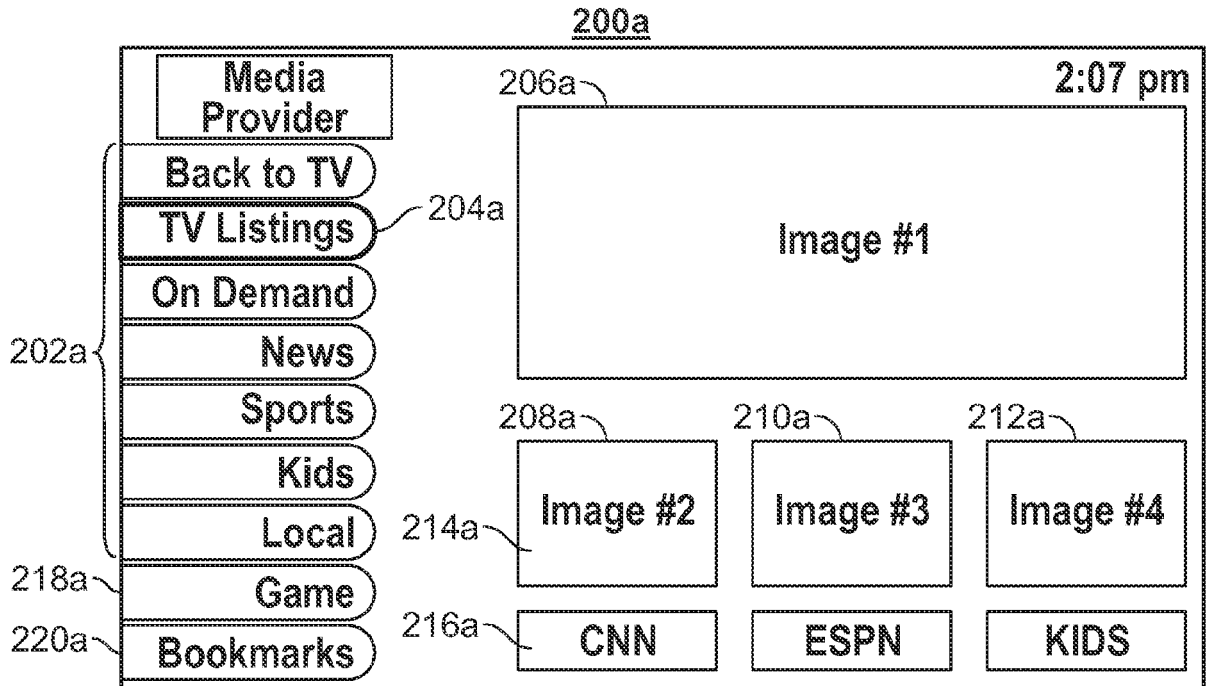 200a
Media
Provider
2:07 pm
206a
Back to TV
TV Listings
204a
Image #1
On Demand
202a
News
Sports
208a
210a
212a
Kids
Image #2
Image #3
Image #4
214a
Local
218a
Game
216a
CNN
ESPN
KIDS
220a
Bookmarks